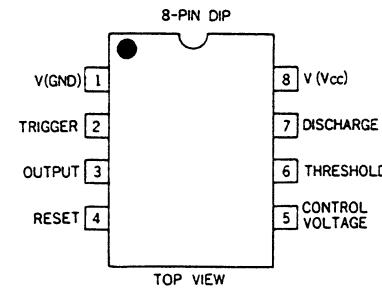 8-PIN DIP
V(GND) 1
8 V (Vcc)
TRIGGER 2
7 DISCHARGE
OUTPUT 3
6 THRESHOLD
RESET 4
5 CONTROL
VOLTAGE
TOP VIEW